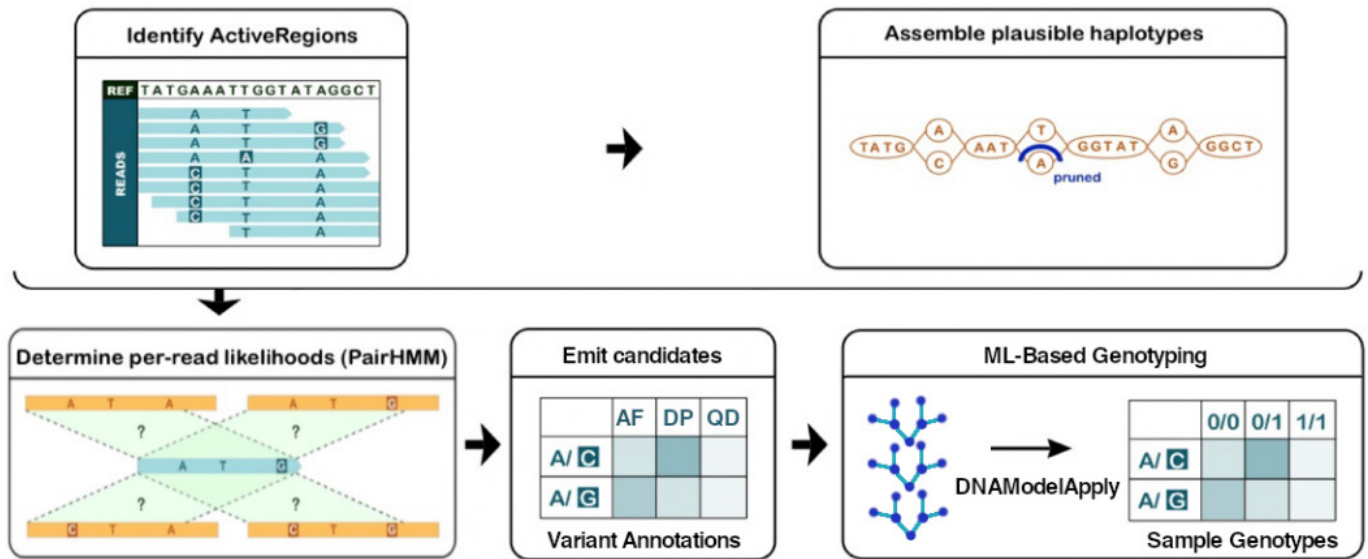 Identify ActiveRegions
REF TATGAAATTGGTATAGGCT
READS
A T
A T G
A T G
A A A
C T A
C T A
C T A
C T A
T A
Assemble plausible haplotypes
A T A
TATG AAT GGTAT GGCT
C A G
pruned
Determine per-read likelihoods (PairHMM)
A T A A T G
? ?
A T G
? ?
C T A C T G
Emit candidates
AF DP QD
A/ C
A/ G
Variant Annotations
ML-Based Genotyping
0/0 0/1 1/1
A/ C
DNAModelApply
A/ G
Sample Genotypes